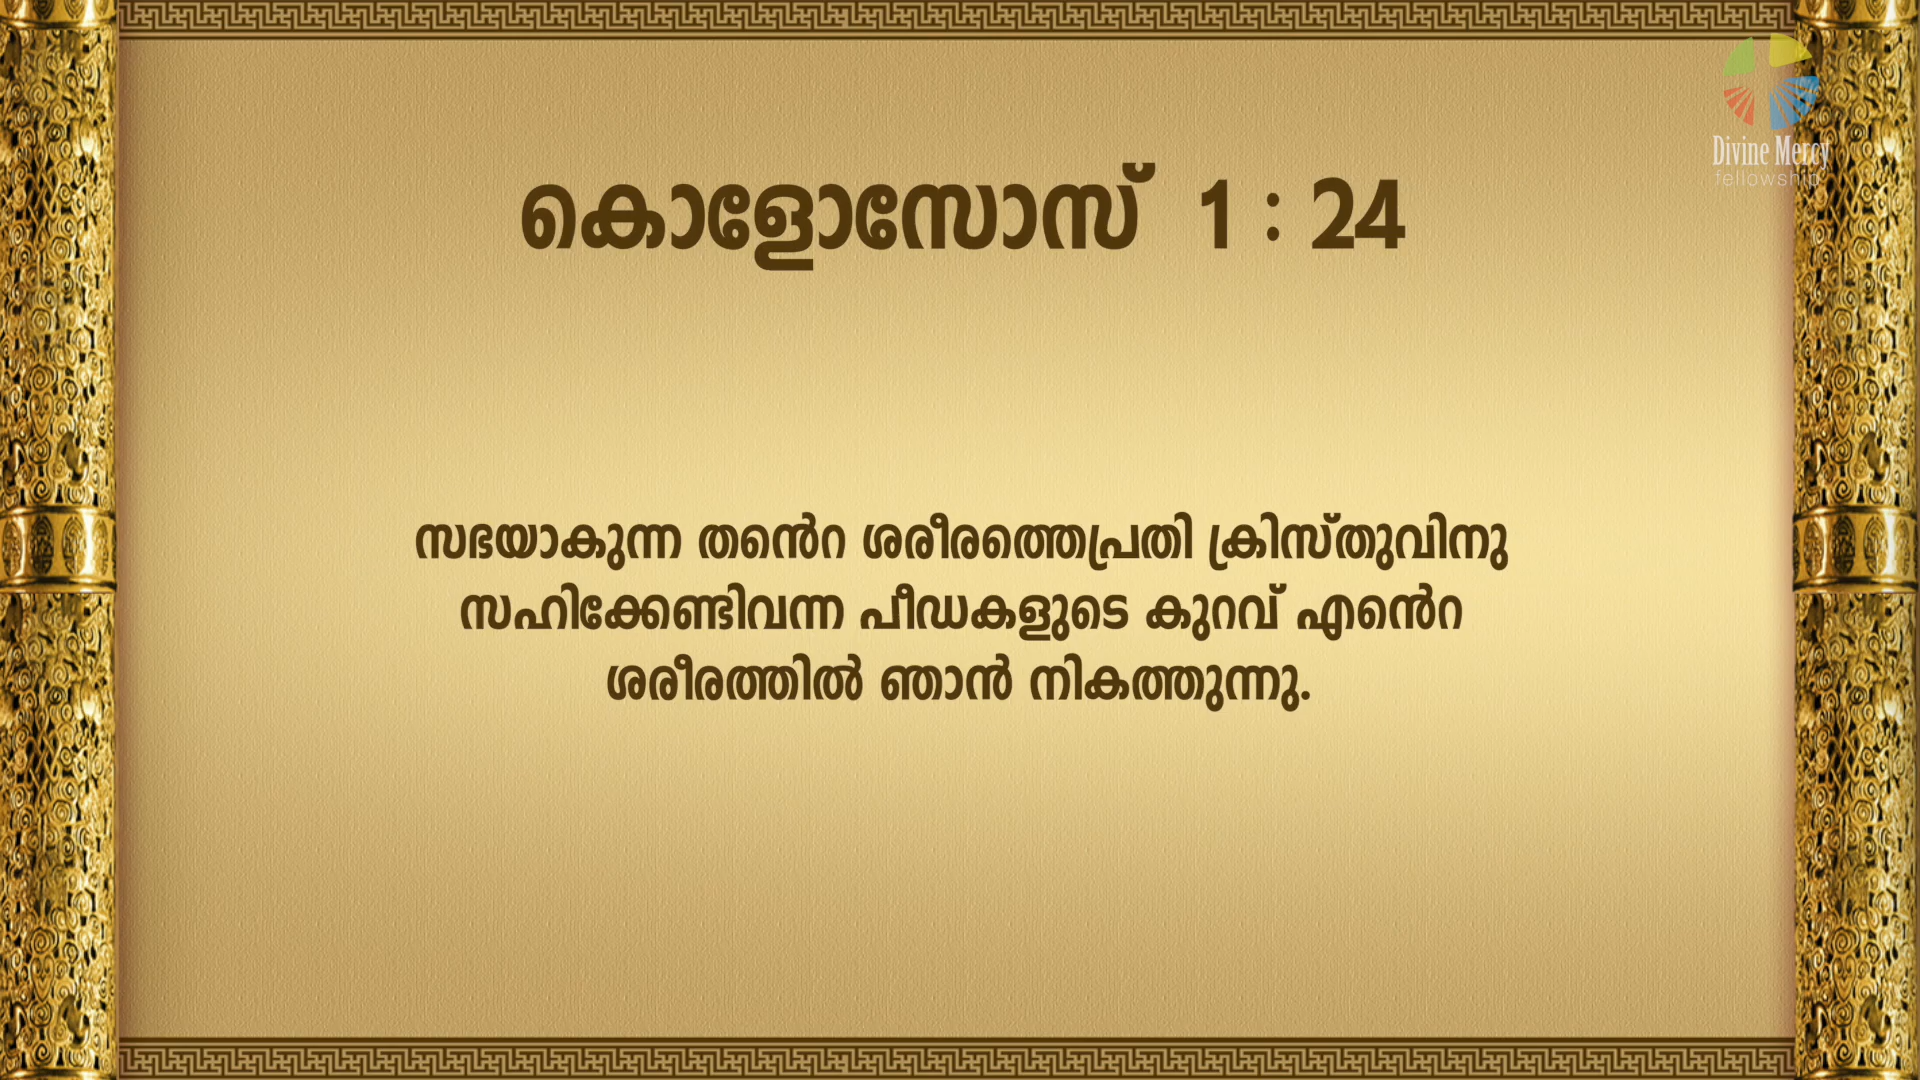 Divine Mercy
fellowship
കൊളോസോസ് 1 : 24
സഭയാകുന്ന തൻെറ ശരീരത്തെപ്രതി ക്രിസ്തുവിനു
സഹിക്കേണ്ടിവന്ന പീഡകളുടെ കുറവ് എൻെറ
ശരീരത്തിൽ ഞാൻ നികത്തുന്നു.